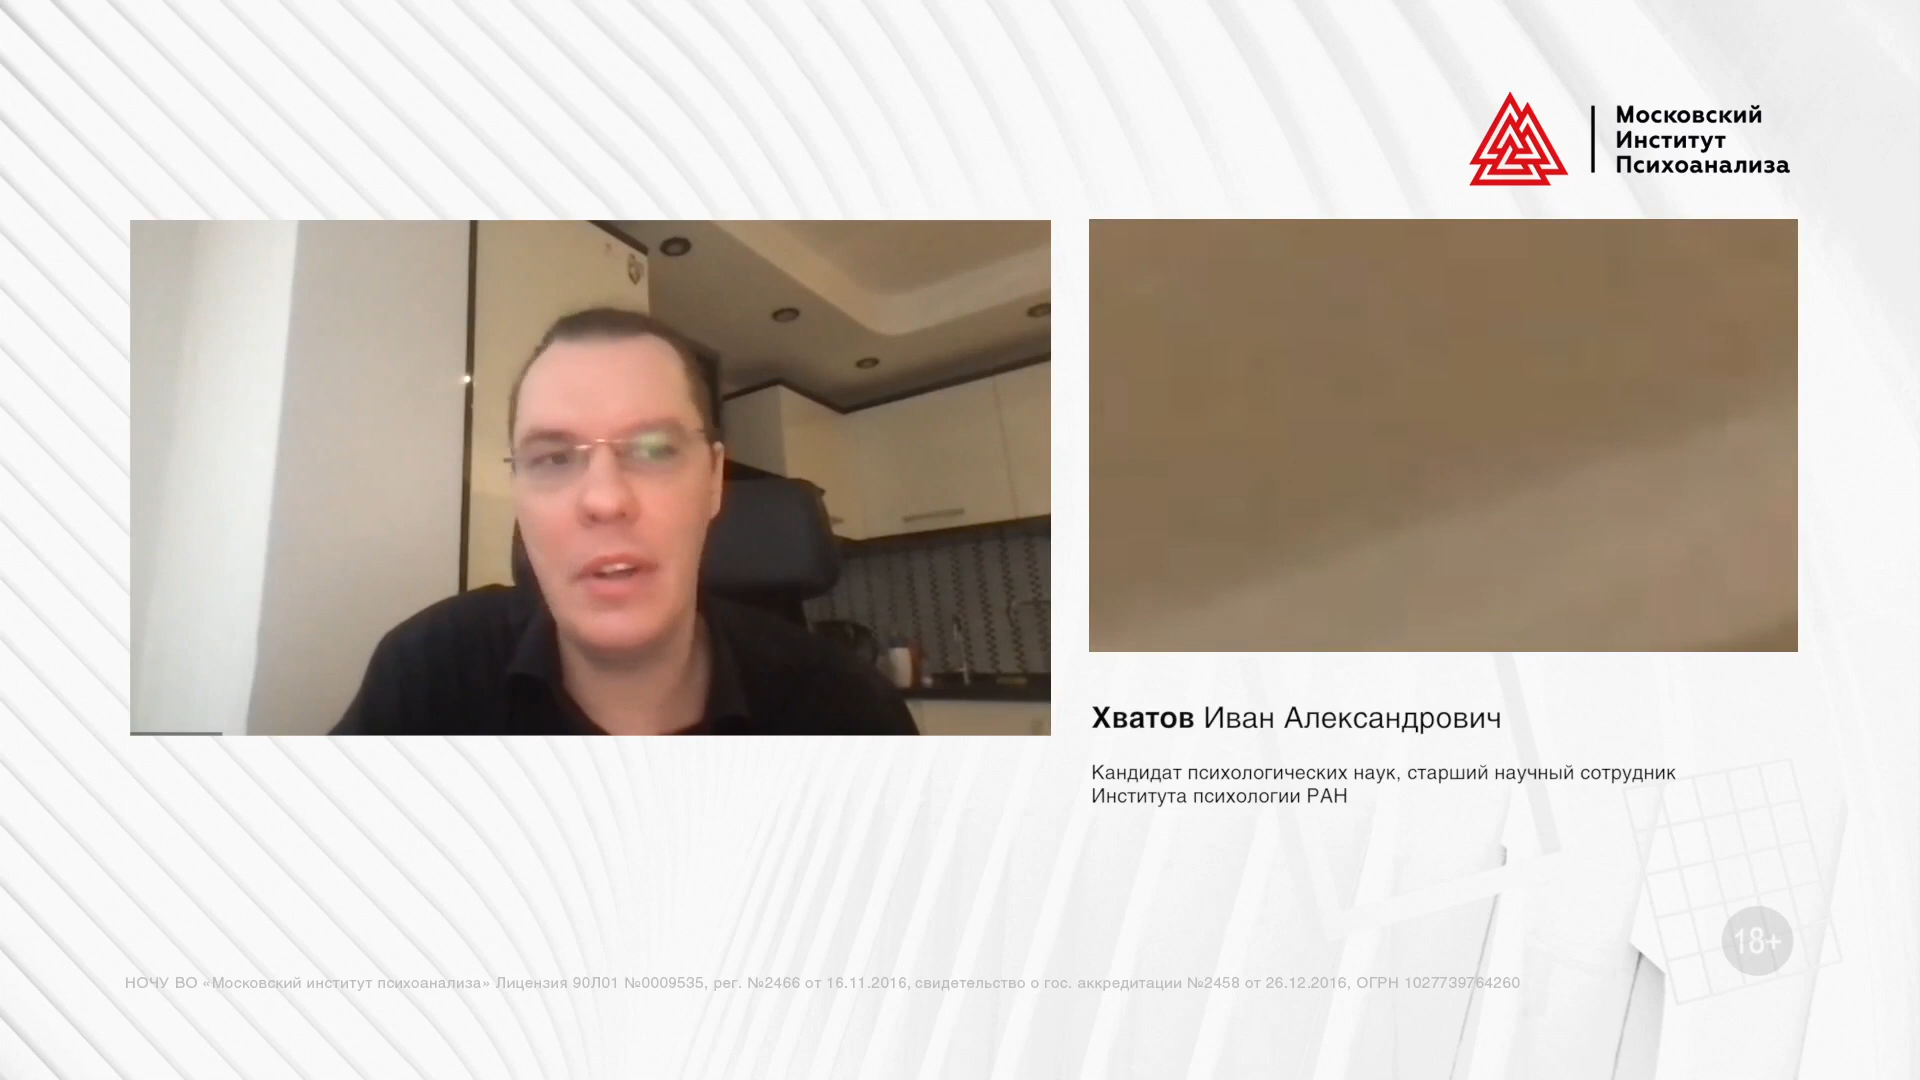 Московский
Институт
Психоанализа
Хватов Иван Александрович
Кандидат психологических наук, старший научный сотрудник
Института психологии РАН
18+
НОЧУ ВО «Московский институт психоанализа» Лицензия 90Л01 №0009535, рег. №2466 от 16.11.2016, свидетельство о гос. аккредитации №2458 от 26.12.2016, ОГРН 1027739764260